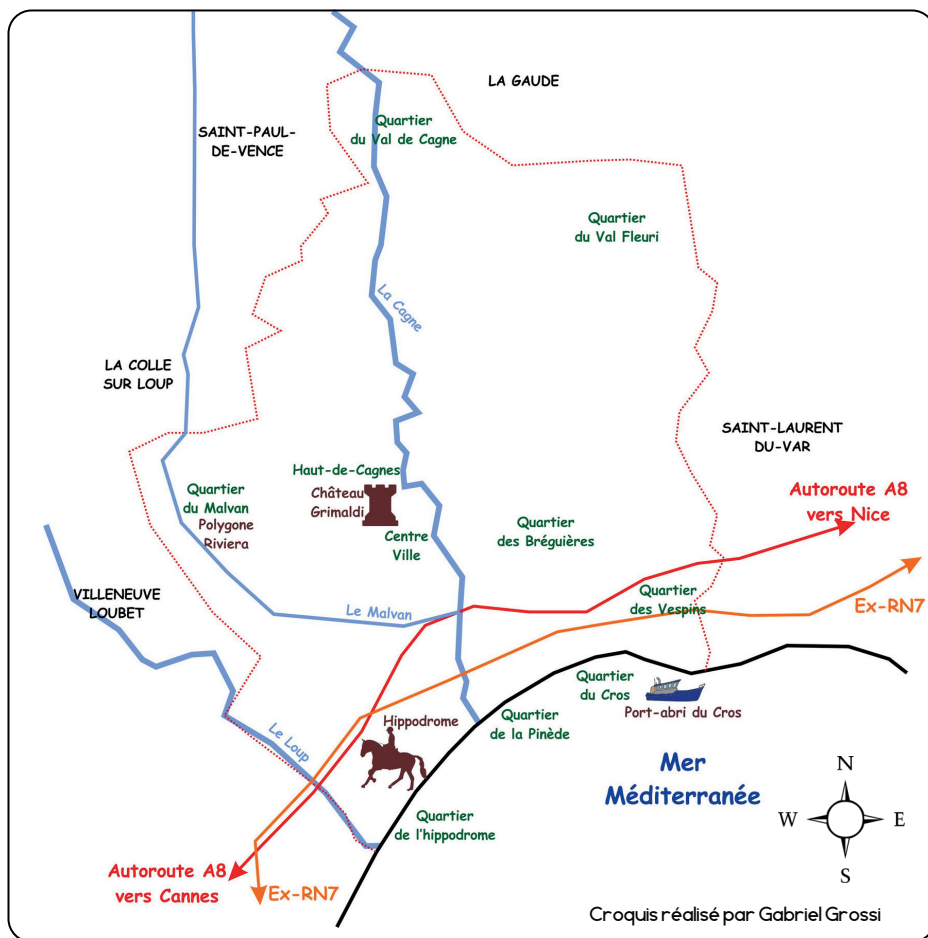 LA GAUDE
Quartier
du Val de Cagne
SAINT-PAUL-
DE-VENCE
Quartier
du Val Fleuri
La Cagne
LA COLLE
SUR LOUP
SAINT-LAURENT
DU-VAR
Haut-de-Cagnes
Château
Grimaldi
Quartier
du Malvan
Polygone
Riviera
Autoroute A8
vers Nice
Centre
Ville
Quartier
des Bréguières
VILLENEUVE
LOUBET
Le Malvan
Quartier
des Vespins
Ex-RN7
Quartier
du Cros
Port-abri du Cros
Hippodrome
Quartier
de la Pinède
Le Loup
Mer
Méditerranée
Quartier
de l'hippodrome
N
W
E
S
Autoroute A8
vers Cannes
Ex-RN7
Croquis réalisé par Gabriel Grossi